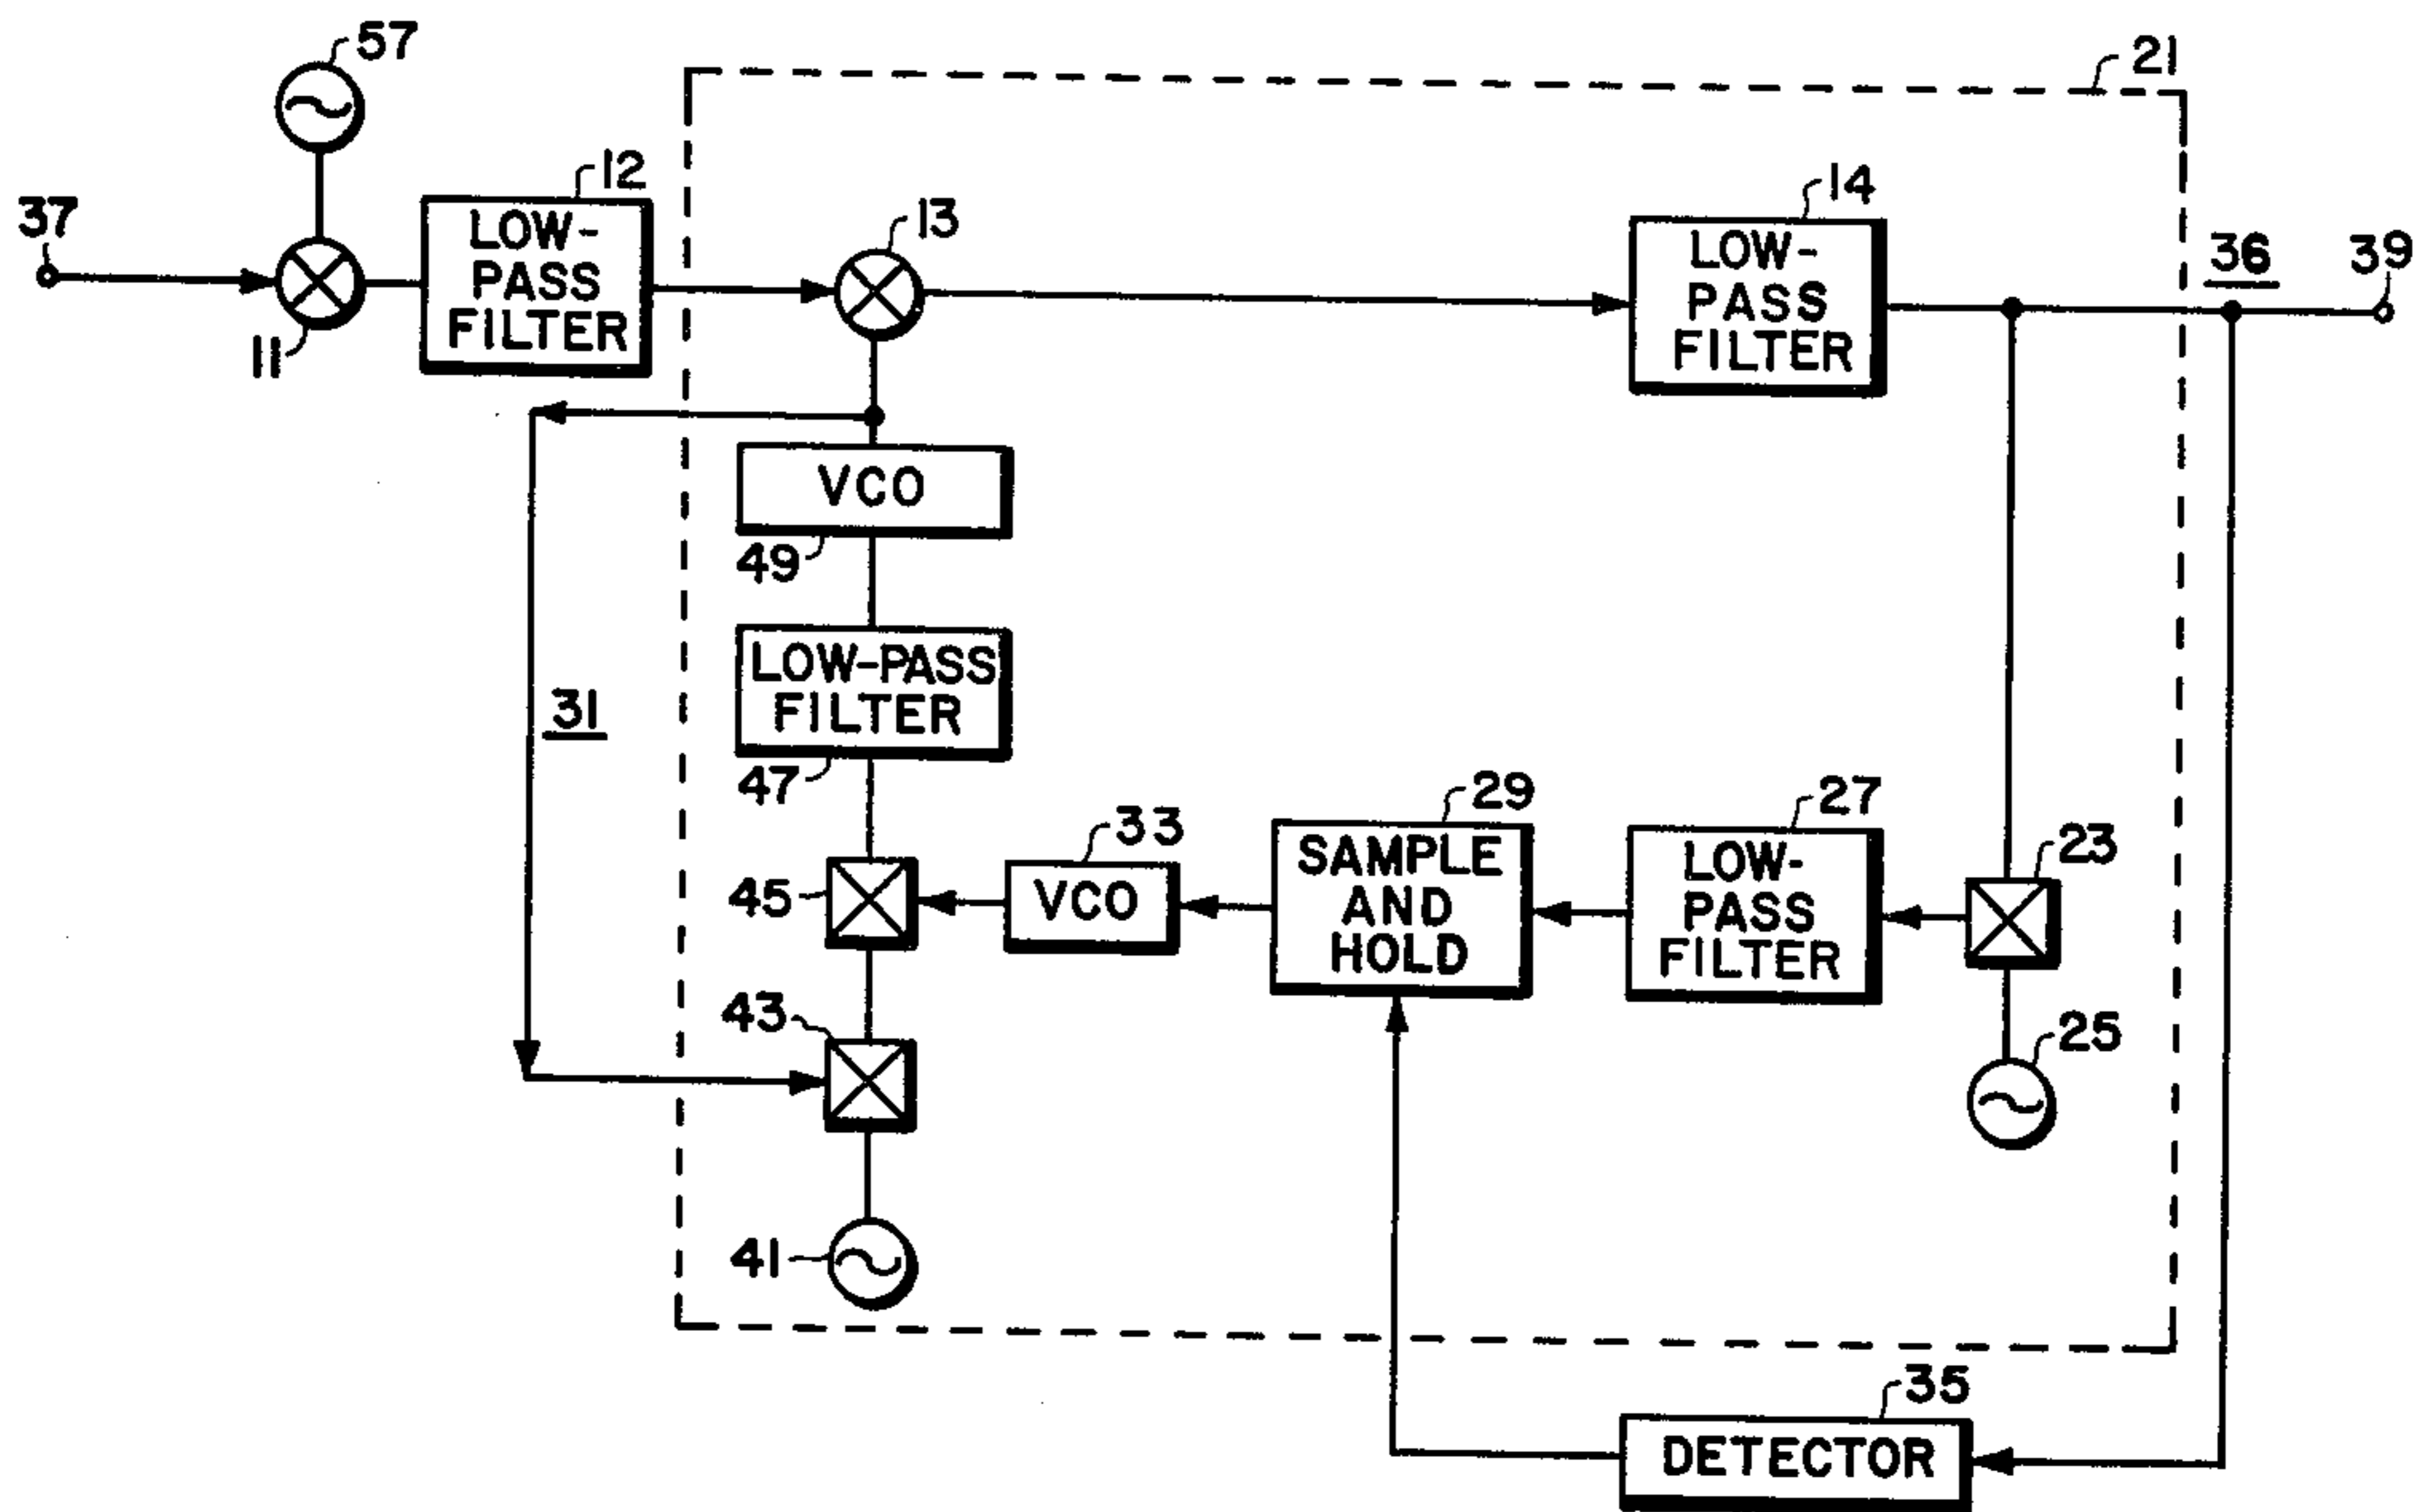 57
21
12
14
37
LOW-
PASS
FILTER
13
LOW-
PASS
FILTER
36
39
11
VCO
49
LOW-PASS
FILTER
31
47
33
29
27
23
45
VCO
SAMPLE
AND
HOLD
LOW-
PASS
FILTER
43
25
41
35
DETECTOR